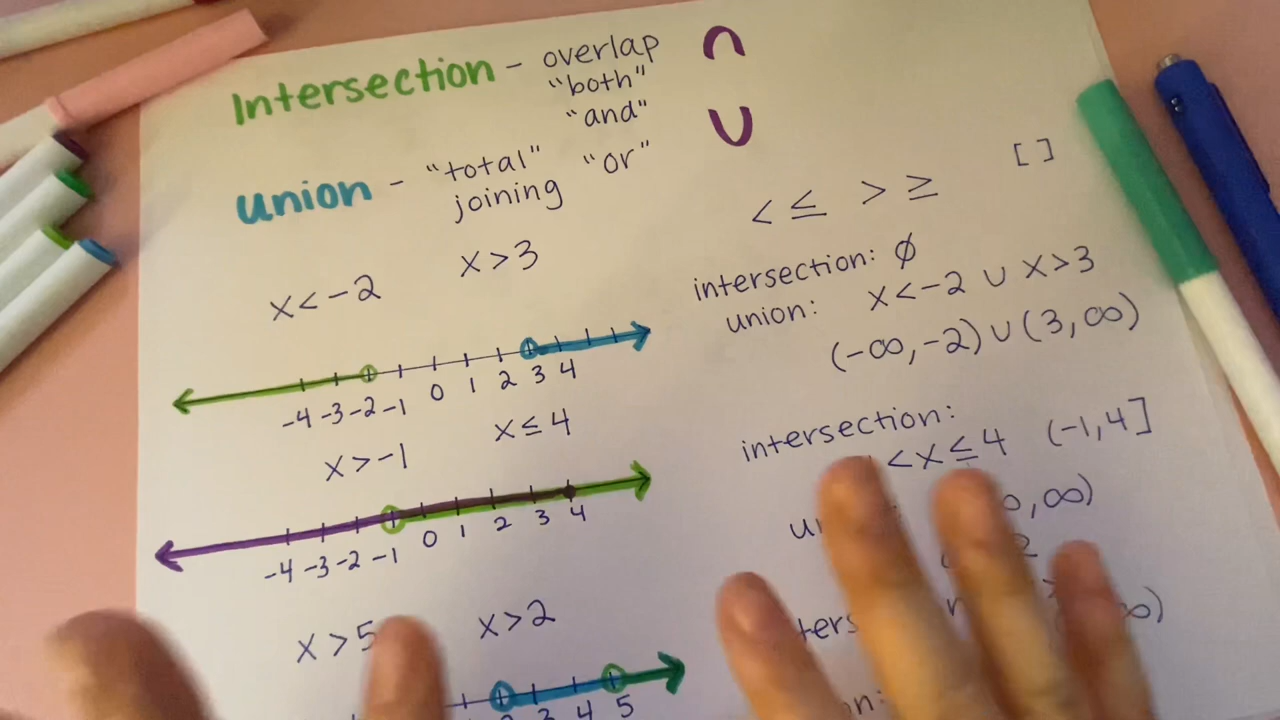 Intersection - overlap ∩
"both"
"and"
union - "total" "or" ∪
joining
< ≤ > ≥ [ ]
x < -2 x > 3
-4 -3 -2 -1 0 1 2 3 4
intersection: ∅
union: x < -2 ∪ x > 3
(-∞, -2) ∪ (3, ∞)
x > -1 x ≤ 4
-4 -3 -2 -1 0 1 2 3 4
intersection:
< x ≤ 4 (-1, 4]
, ∞)
x > 5 x > 2
3 4 5
∞)